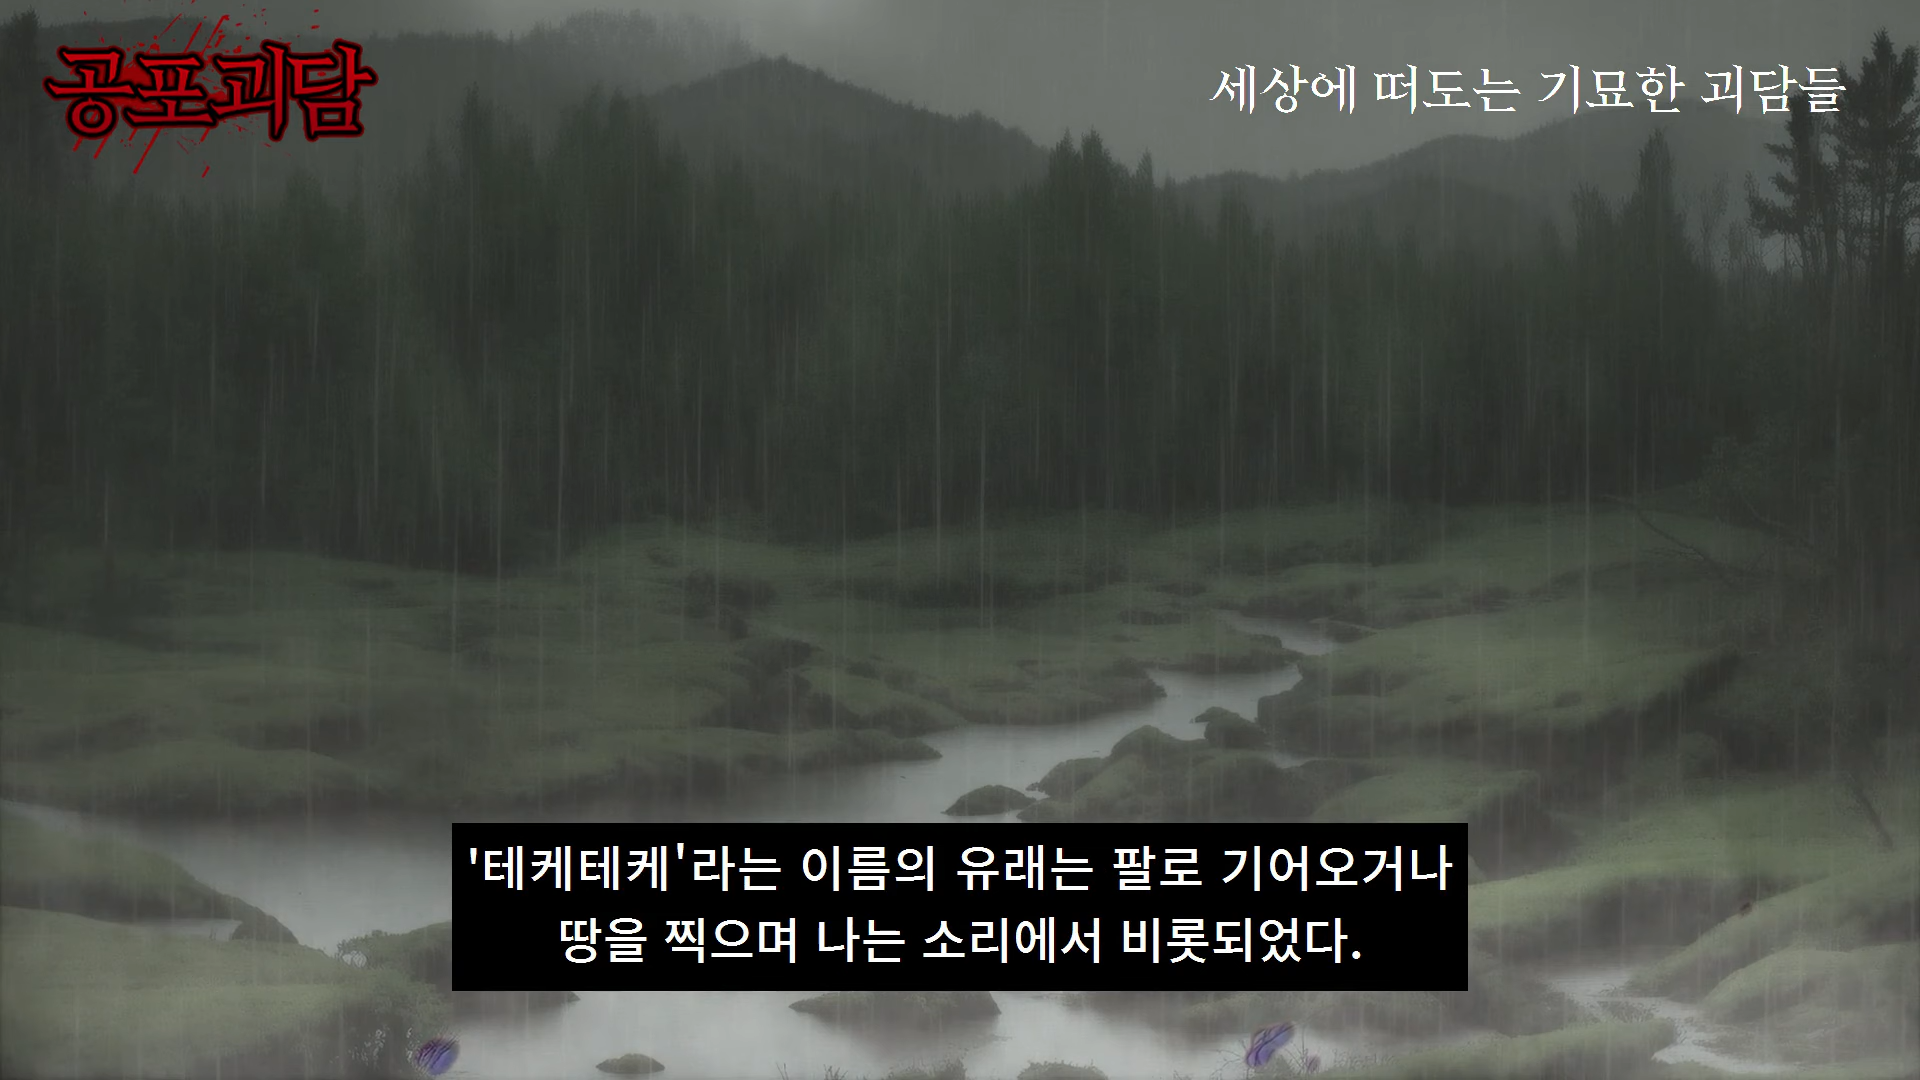 공포괴담
세상에 떠도는 기묘한 괴담들
'테케테케'라는 이름의 유래는 팔로 기어오거나
땅을 찍으며 나는 소리에서 비롯되었다.